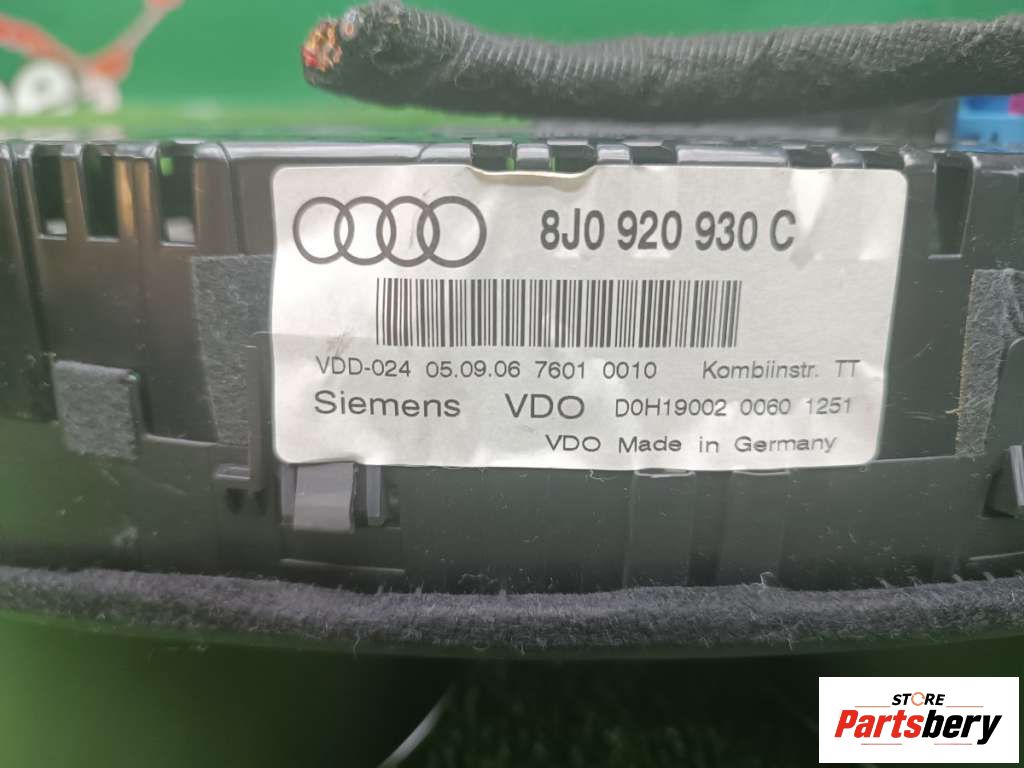 8J0 920 930 C
VDD-024 05.09.06 7601 0010 Kombiinstr. TT
Siemens VDO D0H19002 0060 1251
VDO Made in Germany
STORE
Partsbery